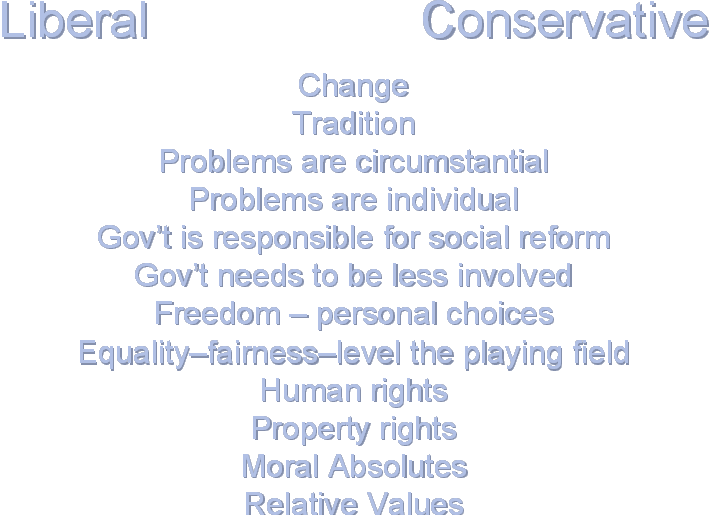 Liberal Conservative
Change
Tradition
Problems are circumstantial
Problems are individual
Gov't is responsible for social reform
Gov't needs to be less involved
Freedom – personal choices
Equality–fairness–level the playing field
Human rights
Property rights
Moral Absolutes
Relative Values